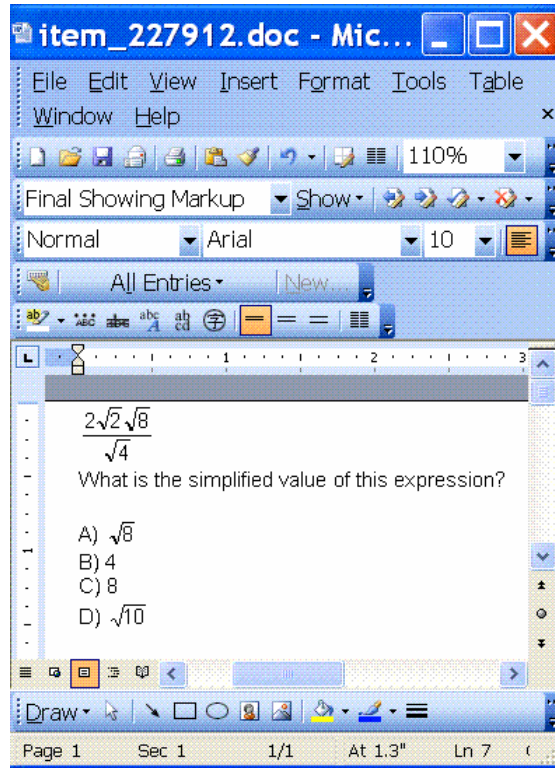 item_227912.doc - Mic...
File Edit View Insert Format Tools Table
Window Help
110%
Final Showing Markup Show
Normal Arial 10
All Entries New...
2√2√8
√4
What is the simplified value of this expression?
A) √8
B) 4
C) 8
D) √10
Draw
Page 1 Sec 1 1/1 At 1.3" Ln 7